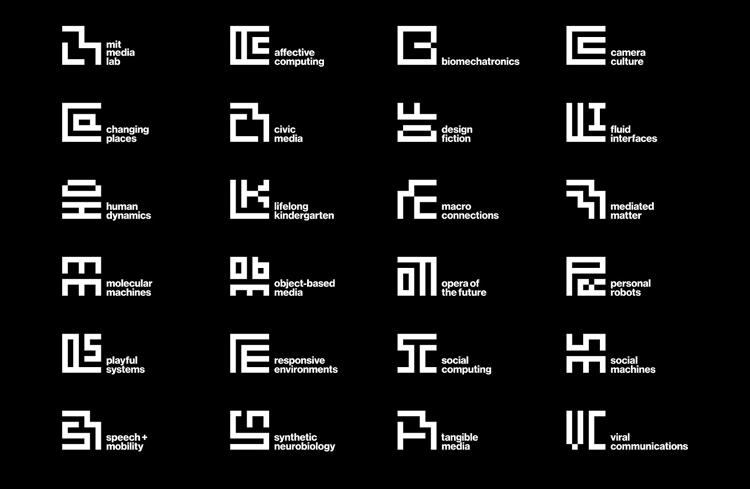 mit
media
lab
affective
computing
biomechatronics
camera
culture
changing
places
civic
media
design
fiction
fluid
interfaces
human
dynamics
lifelong
kindergarten
macro
connections
mediated
matter
molecular
machines
object-based
media
opera of
the future
personal
robots
playful
systems
responsive
environments
social
computing
social
machines
speech +
mobility
synthetic
neurobiology
tangible
media
viral
communications